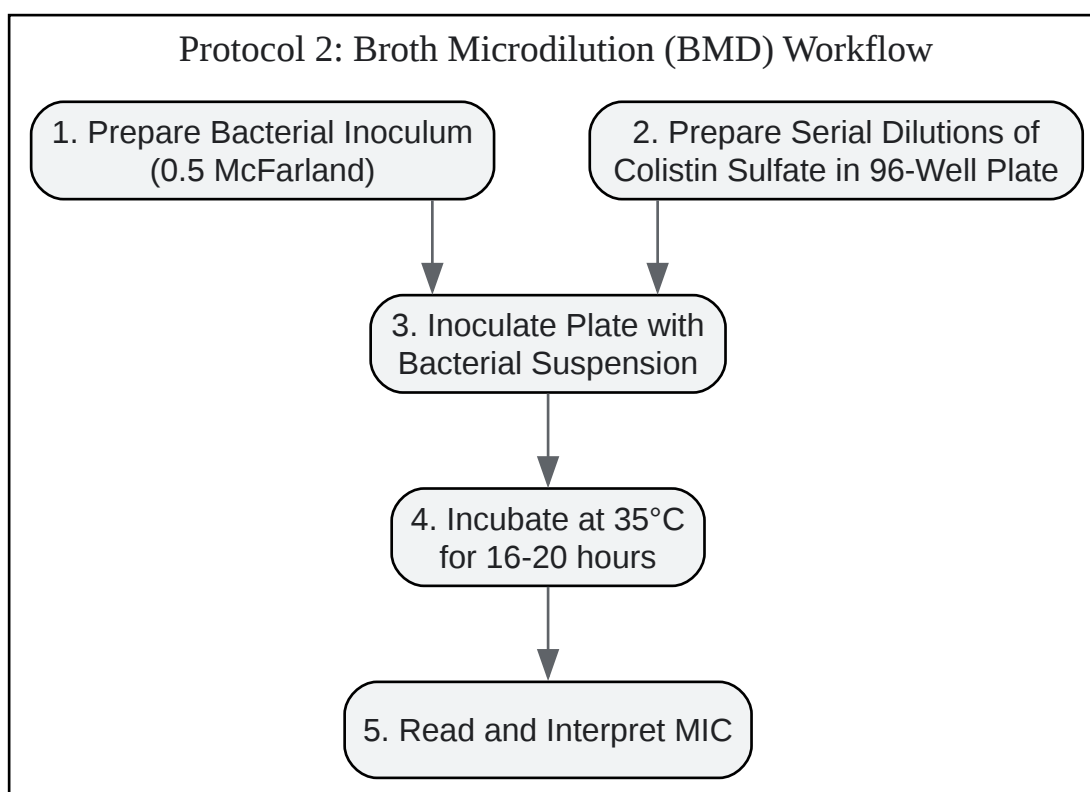 Protocol 2: Broth Microdilution (BMD) Workflow
1. Prepare Bacterial Inoculum
(0.5 McFarland)
2. Prepare Serial Dilutions of
Colistin Sulfate in 96-Well Plate
3. Inoculate Plate with
Bacterial Suspension
4. Incubate at 35°C
for 16-20 hours
5. Read and Interpret MIC